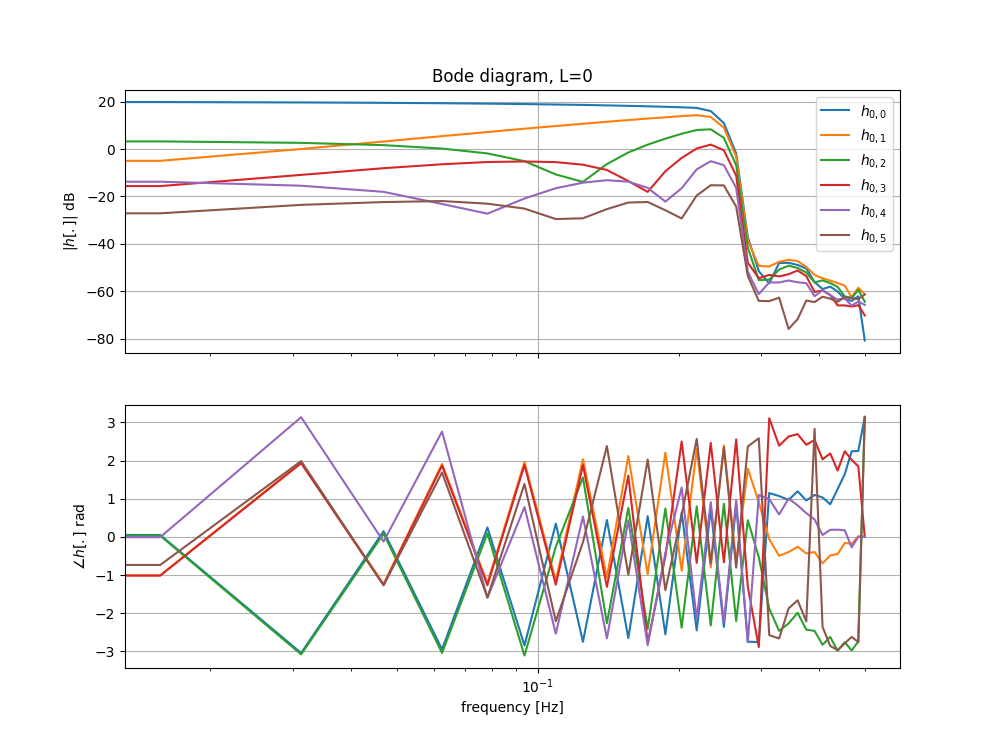 Bode diagram, L=0
|h[.]| dB
20
0
−20
−40
−60
−80
h₀,₀
h₀,₁
h₀,₂
h₀,₃
h₀,₄
h₀,₅
∠h[.] rad
3
2
1
0
−1
−2
−3
10⁻¹
frequency [Hz]